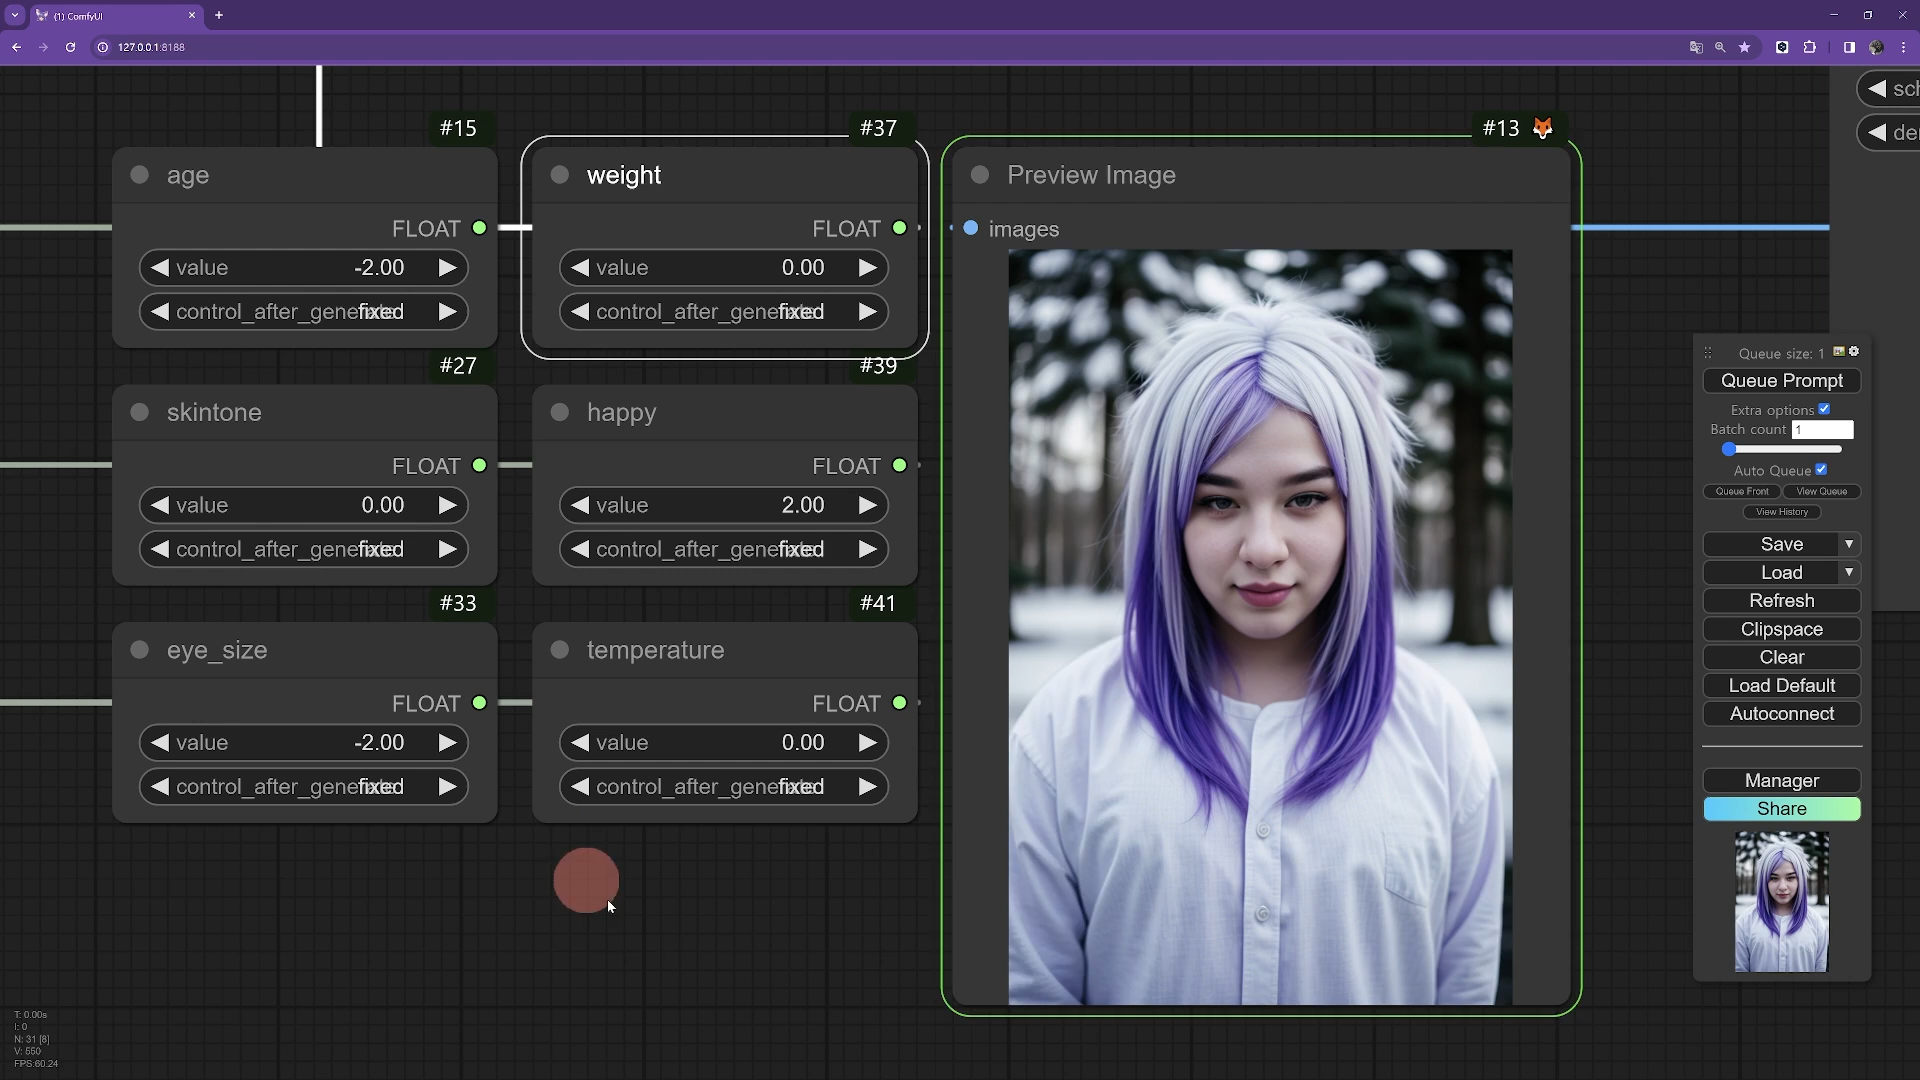 (1) ComfyUI
127.0.0.1:8188
#15
age
FLOAT
value -2.00
control_after_generate fixed
#37
weight
FLOAT
value 0.00
control_after_generate fixed
#13
Preview Image
images
#27
skintone
FLOAT
value 0.00
control_after_generate fixed
#39
happy
FLOAT
value 2.00
control_after_generate fixed
#33
eye_size
FLOAT
value -2.00
control_after_generate fixed
#41
temperature
FLOAT
value 0.00
control_after_generate fixed
sch
de
Queue size: 1
Queue Prompt
Extra options
Batch count 1
Auto Queue
Queue Front View Queue
View History
Save
Load
Refresh
Clipspace
Clear
Load Default
Autoconnect
Manager
Share
T: 0.00s
I: 0
N: 31 [8]
V: 550
FPS:60.24